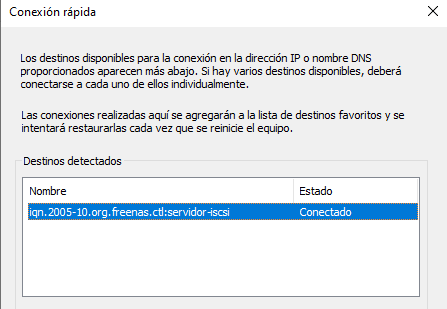 Conexión rápida
Los destinos disponibles para la conexión en la dirección IP o nombre DNS
proporcionados aparecen más abajo. Si hay varios destinos disponibles, deberá
conectarse a cada uno de ellos individualmente.
Las conexiones realizadas aquí se agregarán a la lista de destinos favoritos y se
intentará restaurarlas cada vez que se reinicie el equipo.
Destinos detectados
Nombre Estado
iqn.2005-10.org.freenas.ctl:servidor-iscsi Conectado